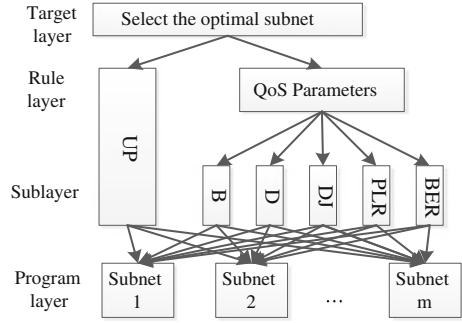 Target
layer
Select the optimal subnet
Rule
layer
UP
QoS Parameters
Sublayer
B
D
DJ
PLR
BER
Program
layer
Subnet
1
Subnet
2
...
Subnet
m